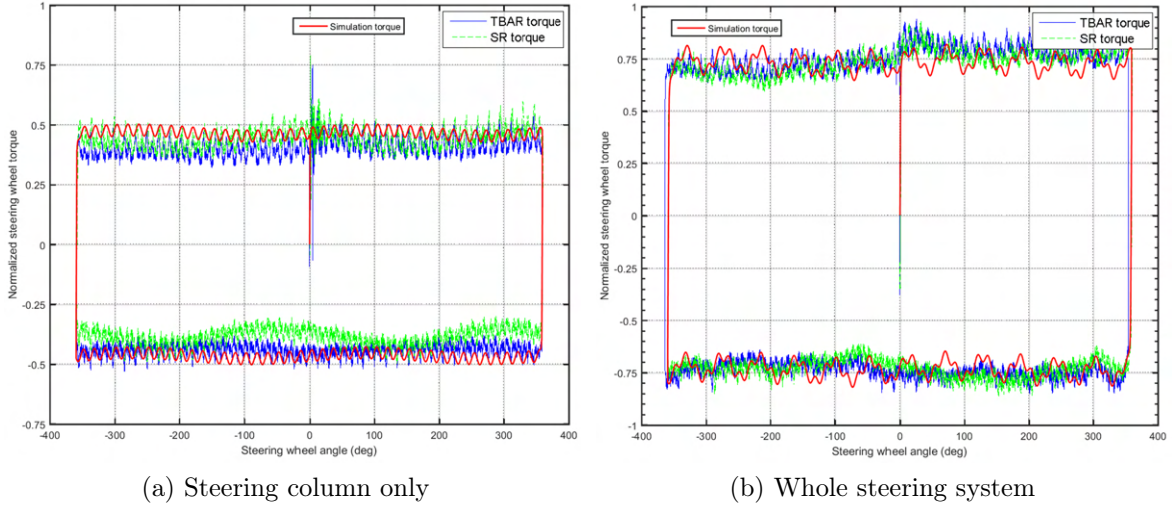 Simulation torque
TBAR torque
SR torque
Normalized steering wheel torque
1
0.75
0.5
0.25
0
-0.25
-0.5
-0.75
-400 -300 -200 -100 0 100 200 300 400
Steering wheel angle (deg)
(a) Steering column only
Simulation torque
TBAR torque
SR torque
Normalized steering wheel torque
1
0.75
0.5
0.25
0
-0.25
-0.5
-0.75
-1
-400 -300 -200 -100 0 100 200 300 400
Steering wheel angle (deg)
(b) Whole steering system